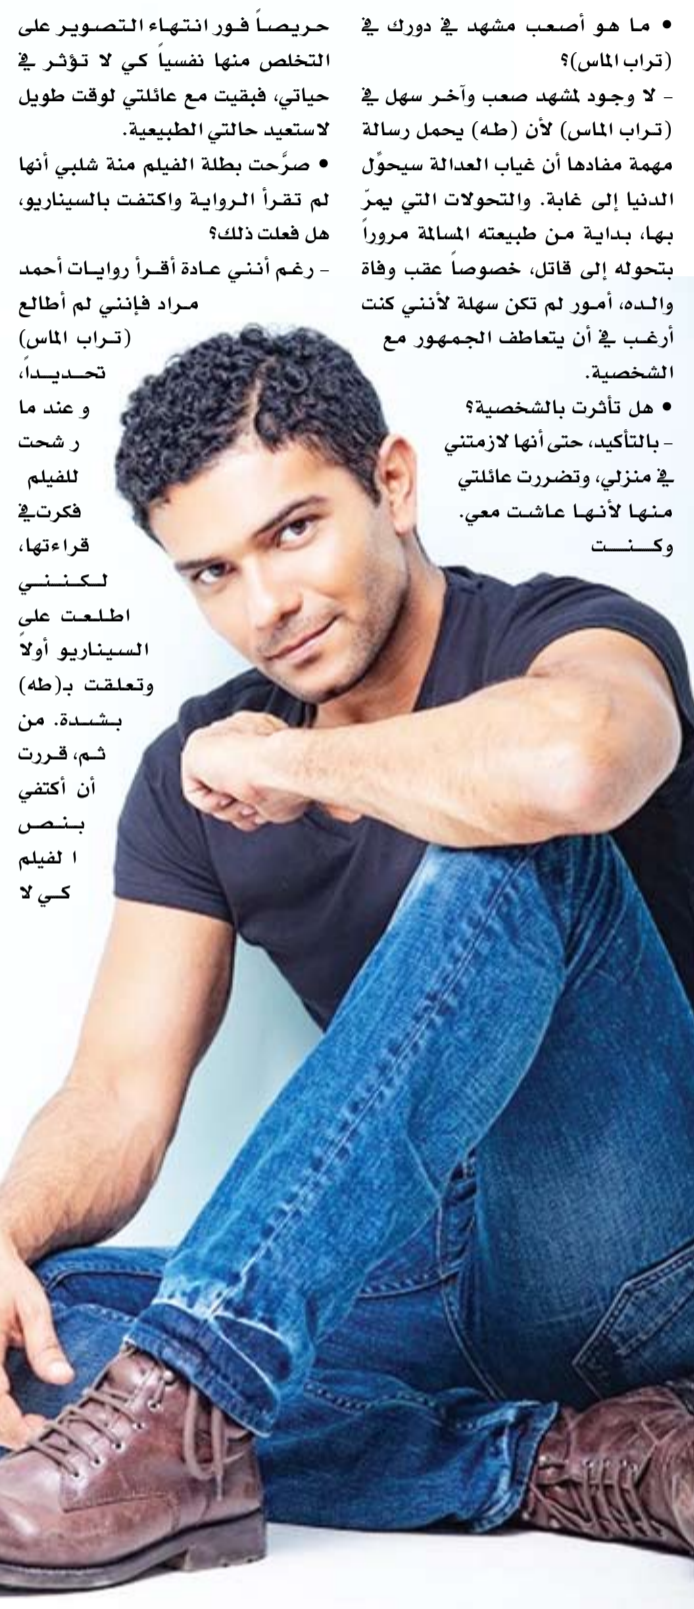 • ما هو أصعب مشهد في دورك في
(تراب الماس)؟
- لا وجود لمشهد صعب وآخر سهل في
(تراب الماس) لأن (طه) يحمل رسالة
مهمة مفادها أن غياب العدالة سيحوّل
الدنيا إلى غابة. والتحولات التي يمرّ
بها، بداية من طبيعته المسالمة مروراً
بتحوله إلى قاتل، خصوصاً عقب وفاة
والده، أمور لم تكن سهلة لأنني كنت
أرغب في أن يتعاطف الجمهور مع
الشخصية.
• هل تأثرت بالشخصية؟
- بالتأكيد، حتى أنها لازمتني
في منزلي، وتضررت عائلتي
منها لأنها عاشت معي.
وكنت
حريصاً فور انتهاء التصوير على
التخلص منها نفسياً كي لا تؤثر في
حياتي، فبقيت مع عائلتي لوقت طويل
لاستعيد حالتي الطبيعية.
• صرَّحت بطلة الفيلم منة شلبي أنها
لم تقرأ الرواية واكتفت بالسيناريو،
هل فعلت ذلك؟
- رغم أنني عادة أقرأ روايات أحمد
مراد فإنني لم أطالع
(تراب الماس)
تحديداً،
و عند ما
ر شحت
للفيلم
فكرت في
قراءتها،
لكنني
اطلعت على
السيناريو أولاً
وتعلقت بـ(طه)
بشدة. من
ثم، قررت
أن أكتفي
بنص
ا لفيلم
كي لا